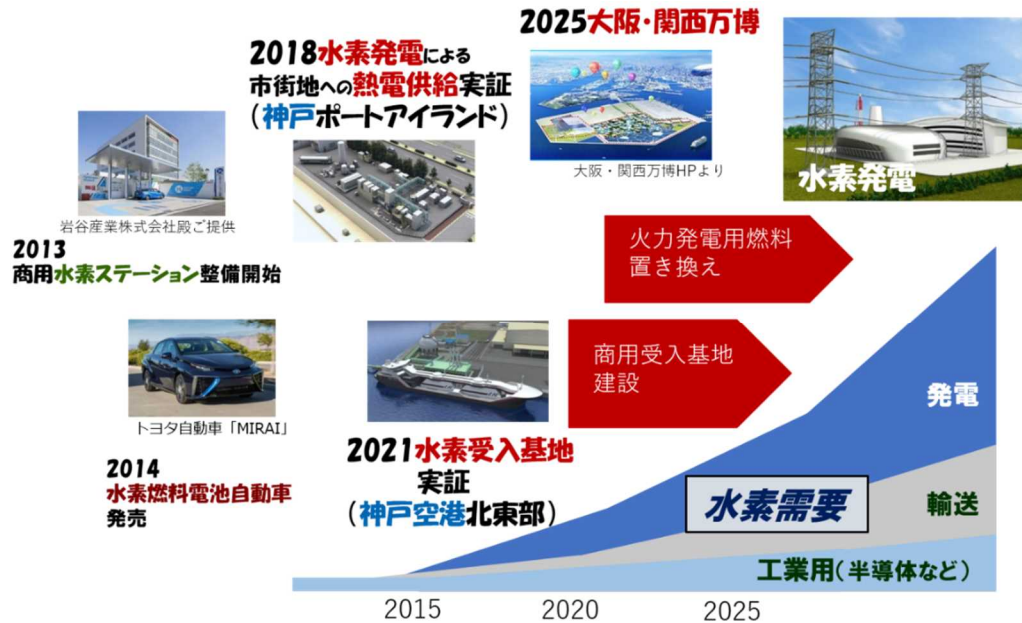 2025大阪・関西万博
2018水素発電による
市街地への熱電供給実証
(神戸ポートアイランド)
大阪・関西万博HPより
水素発電
岩谷産業株式会社殿ご提供
2013
商用水素ステーション整備開始
火力発電用燃料
置き換え
商用受入基地
建設
トヨタ自動車「MIRAI」
2014
水素燃料電池自動車
発売
2021水素受入基地
実証
(神戸空港北東部)
発電
水素需要
輸送
工業用(半導体など)
2015
2020
2025